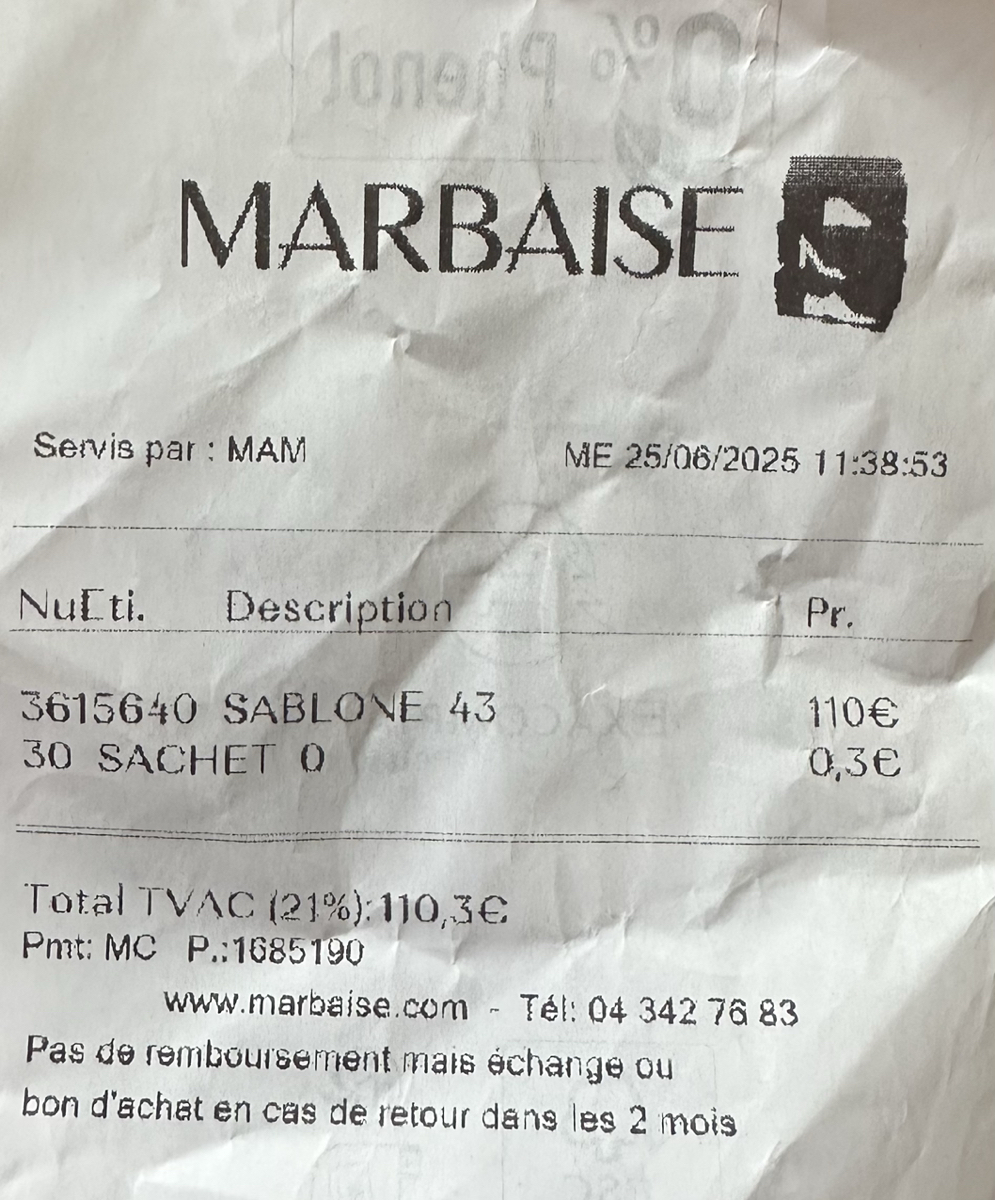 0% Phenol
MARBAISE
Servis par : MAM ME 25/06/2025 11:38:53
NuEti. Description Pr.
3615640 SABLONE 43 110€
30 SACHET 0 0,3€
Total TVAC (21%):110,3€
Pmt: MC P.:1685190
www.marbaise.com - Tél: 04 342 76 83
Pas de remboursement mais échange ou
bon d'achat en cas de retour dans les 2 mois